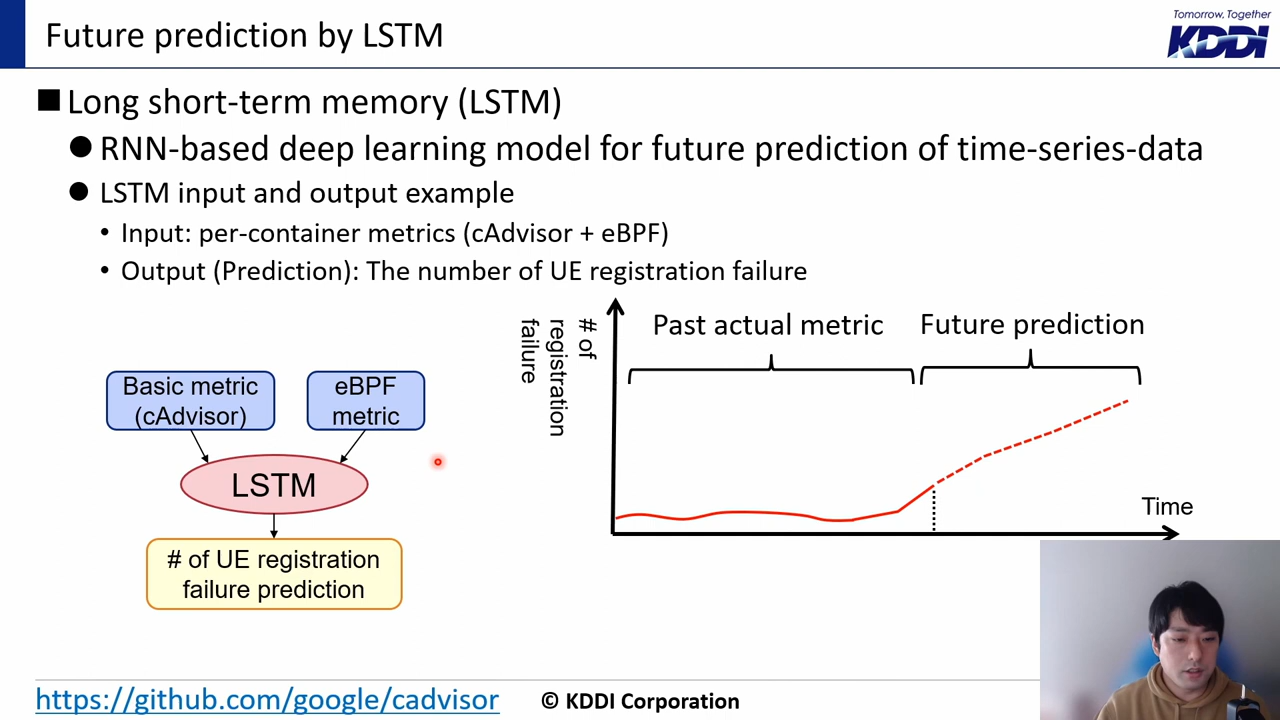 Future prediction by LSTM
Tomorrow, Together
KDDI
Long short-term memory (LSTM)
RNN-based deep learning model for future prediction of time-series-data
LSTM input and output example
• Input: per-container metrics (cAdvisor + eBPF)
• Output (Prediction): The number of UE registration failure
# of
registration
failure
Past actual metric
Future prediction
Time
Basic metric
(cAdvisor)
eBPF
metric
LSTM
# of UE registration
failure prediction
https://github.com/google/cadvisor
© KDDI Corporation